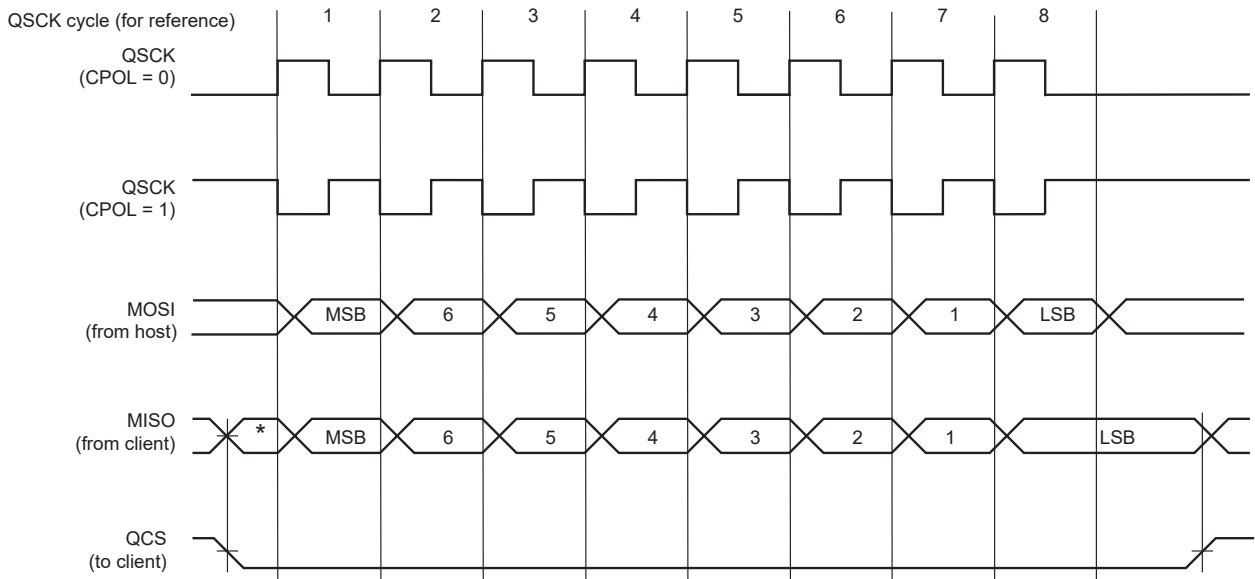 QSCK cycle (for reference) 1 2 3 4 5 6 7 8
QSCK
(CPOL = 0)
QSCK
(CPOL = 1)
MOSI
(from host)
MSB 6 5 4 3 2 1 LSB
MISO
(from client)
* MSB 6 5 4 3 2 1 LSB
QCS
(to client)